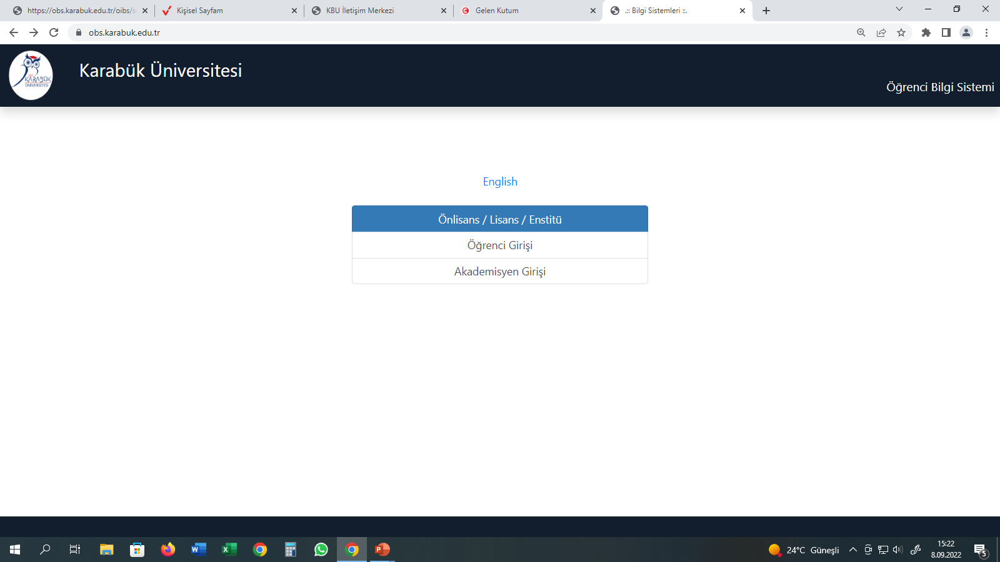 https://obs.karabuk.edu.tr/oibs/s
Kişisel Sayfam
KBU İletişim Merkezi
Gelen Kutum
.:: Bilgi Sistemleri ::.
obs.karabuk.edu.tr
KARABÜK
ÜNİVERSİTESİ
Karabük Üniversitesi
Öğrenci Bilgi Sistemi
English
Önlisans / Lisans / Enstitü
Öğrenci Girişi
Akademisyen Girişi
24°C Güneşli
15:22
8.09.2022
5